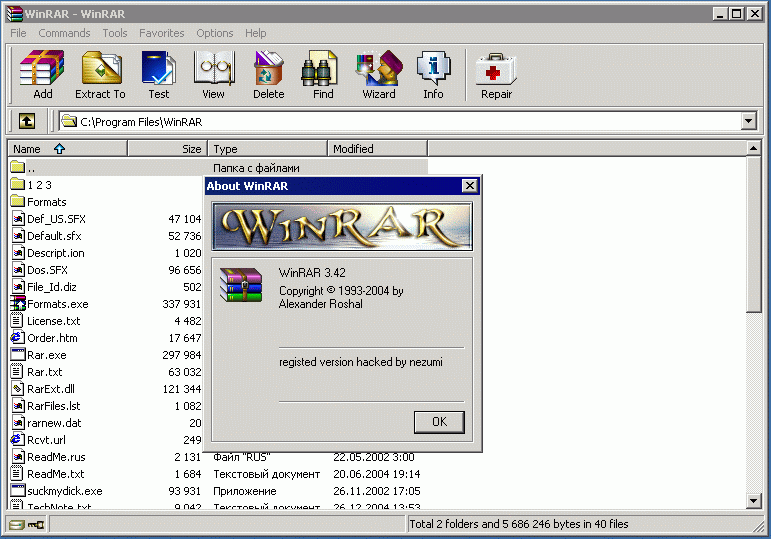 WinRAR - WinRAR
File Commands Tools Favorites Options Help
Add Extract To Test View Delete Find Wizard Info Repair
C:\Program Files\WinRAR
Name Size Type Modified
.. Папка с файлами
1 2 3
Formats
Def_US.SFX 47 104
Default.sfx 52 736
Descript.ion 1 020
Dos.SFX 96 656
File_Id.diz 502
Formats.exe 337 931
License.txt 4 482
Order.htm 17 647
Rar.exe 297 984
Rar.txt 63 032
RarExt.dll 121 344
RarFiles.lst 1 082
rarnew.dat 20
Rcvt.url 249
ReadMe.rus 2 131 Файл "RUS" 22.05.2002 3:00
ReadMe.txt 1 684 Текстовый документ 20.06.2004 19:14
suckmydick.exe 93 931 Приложение 26.11.2002 17:05
TechNote.txt 9 042 Текстовый документ 26.12.2004 13:53
About WinRAR
WINRAR
WinRAR 3.42
Copyright © 1993-2004 by
Alexander Roshal
registed version hacked by nezumi
OK
Total 2 folders and 5 686 246 bytes in 40 files